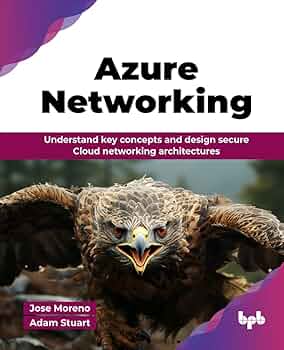 Azure
Networking
Understand key concepts and design secure
Cloud networking architectures
Jose Moreno
Adam Stuart
bpb